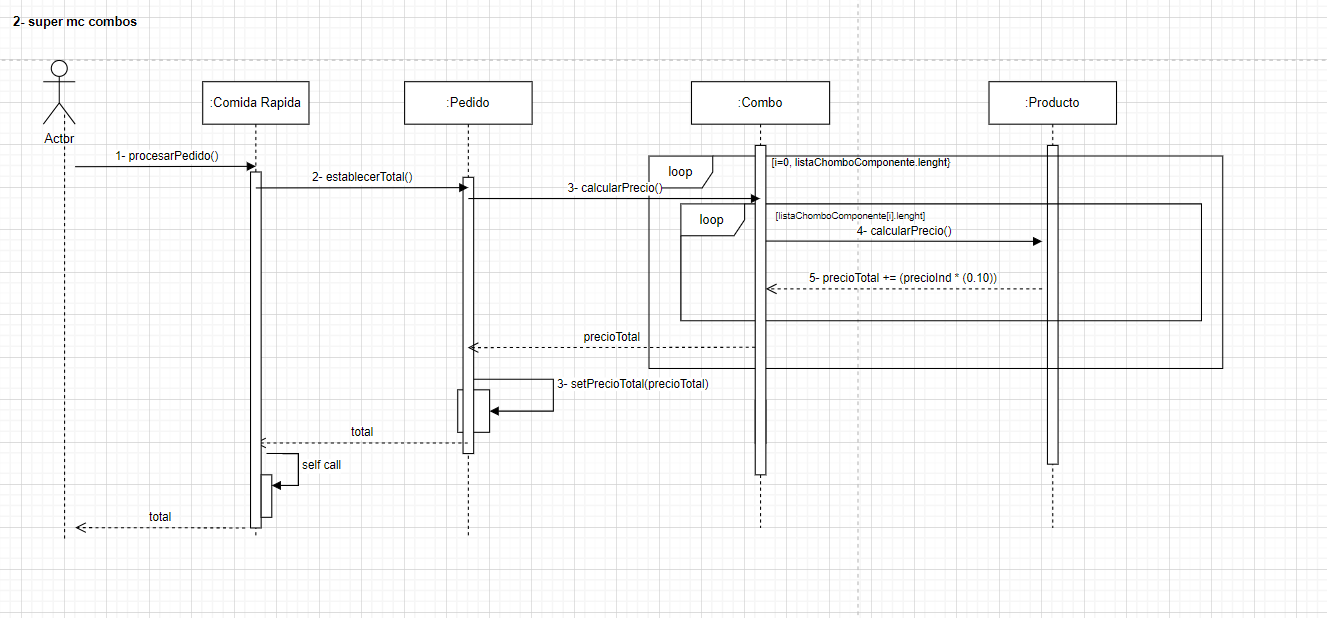 2- super mc combos
:Comida Rapida
:Pedido
:Combo
:Producto
Actor
1- procesarPedido()
loop
[i=0, listaChomboComponente.lenght}
2- establecerTotal()
3- calcularPrecio()
loop
[listaChomboComponente[i].lenght]
4- calcularPrecio()
5- precioTotal += (precioInd * (0.10))
precioTotal
3- setPrecioTotal(precioTotal)
total
self call
total